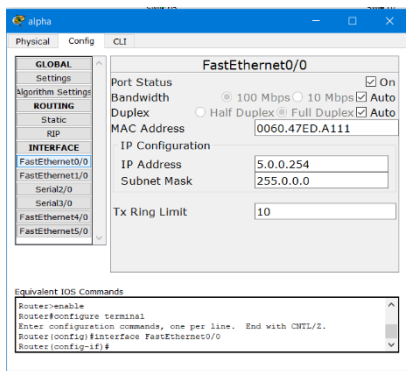 alpha
Physical Config CLI
GLOBAL
Settings
Algorithm Settings
ROUTING
Static
RIP
INTERFACE
FastEthernet0/0
FastEthernet1/0
Serial2/0
Serial3/0
FastEthernet4/0
FastEthernet5/0
FastEthernet0/0
Port Status On
Bandwidth 100 Mbps 10 Mbps Auto
Duplex Half Duplex Full Duplex Auto
MAC Address 0060.47ED.A111
IP Configuration
IP Address 5.0.0.254
Subnet Mask 255.0.0.0
Tx Ring Limit 10
Equivalent IOS Commands
Router>enable
Router#configure terminal
Enter configuration commands, one per line. End with CNTL/Z.
Router(config)#interface FastEthernet0/0
Router(config-if)#